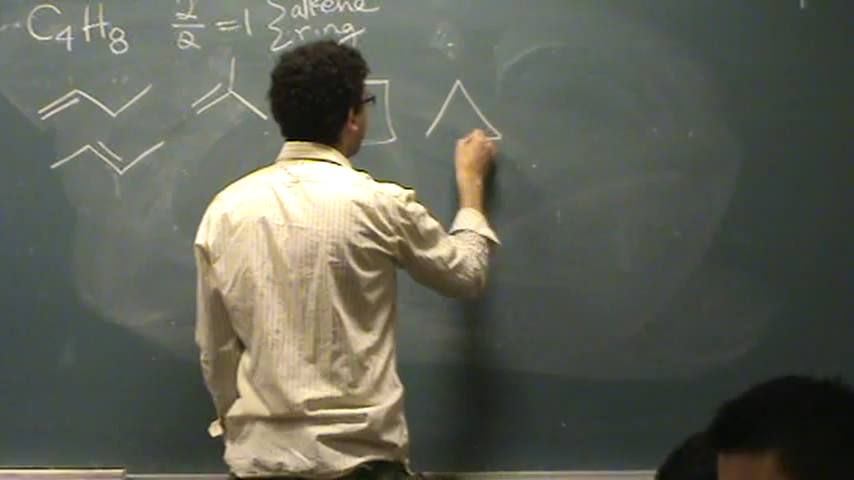 C₄H₈ 2/2 = 1 { alkene
ring